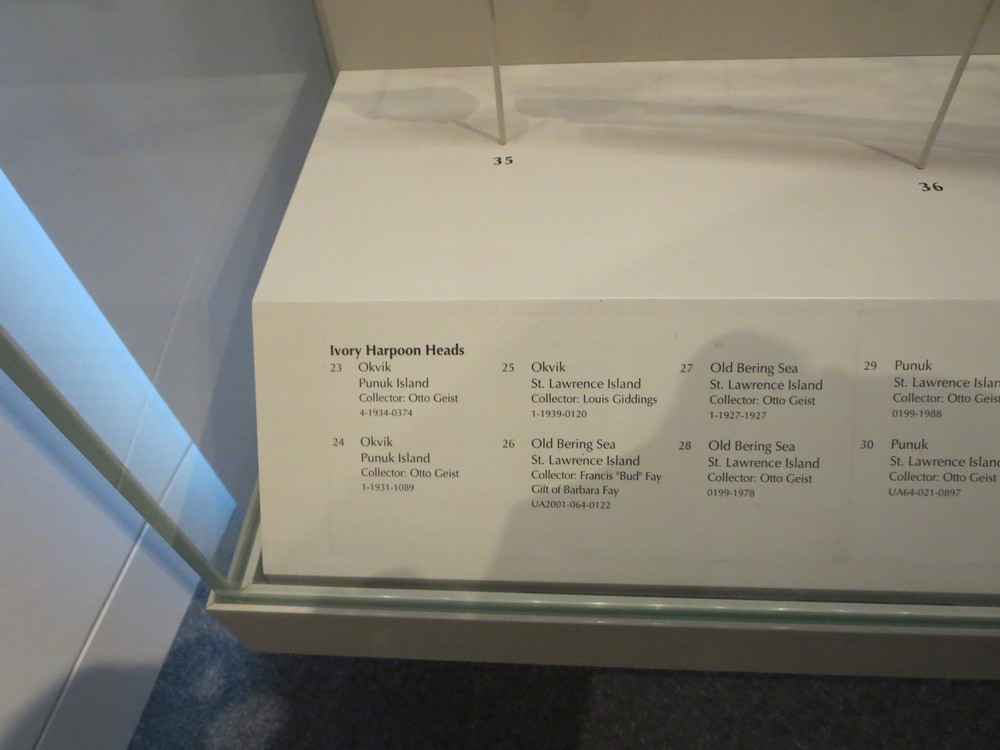 35
36
Ivory Harpoon Heads
23 Okvik
Punuk Island
Collector: Otto Geist
4-1934-0374
24 Okvik
Punuk Island
Collector: Otto Geist
1-1931-1089
25 Okvik
St. Lawrence Island
Collector: Louis Giddings
1-1939-0120
26 Old Bering Sea
St. Lawrence Island
Collector: Francis "Bud" Fay
Gift of Barbara Fay
UA2001-064-0122
27 Old Bering Sea
St. Lawrence Island
Collector: Otto Geist
1-1927-1927
28 Old Bering Sea
St. Lawrence Island
Collector: Otto Geist
0199-1978
29 Punuk
St. Lawrence Islan
Collector: Otto Geis
0199-1988
30 Punuk
St. Lawrence Island
Collector: Otto Geist
UA64-021-0897